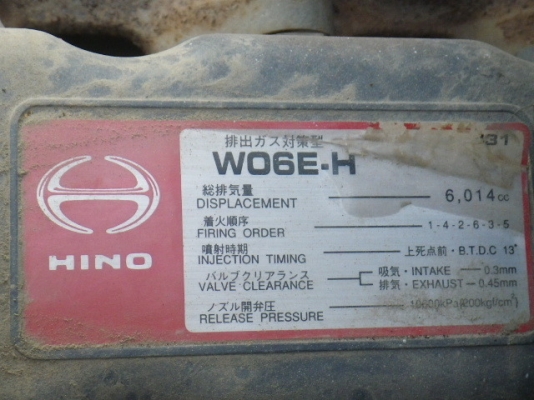 排出ガス対策型 '31
W06E-H
総排気量
DISPLACEMENT 6,014cc
着火順序
FIRING ORDER 1-4-2-6-3-5
噴射時期
INJECTION TIMING 上死点前・B.T.D.C 13°
バルブクリアランス 吸気・INTAKE 0.3mm
VALVE CLEARANCE 排気・EXHAUST 0.45mm
ノズル開弁圧
RELEASE PRESSURE (200kgf/cm²)
HINO